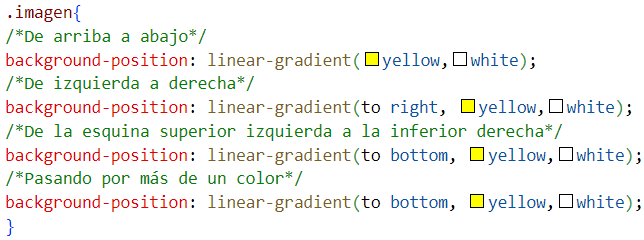 .imagen{
/*De arriba a abajo*/
background-position: linear-gradient(yellow,white);
/*De izquierda a derecha*/
background-position: linear-gradient(to right, yellow,white);
/*De la esquina superior izquierda a la inferior derecha*/
background-position: linear-gradient(to bottom, yellow,white);
/*Pasando por más de un color*/
background-position: linear-gradient(to bottom, yellow,white);
}